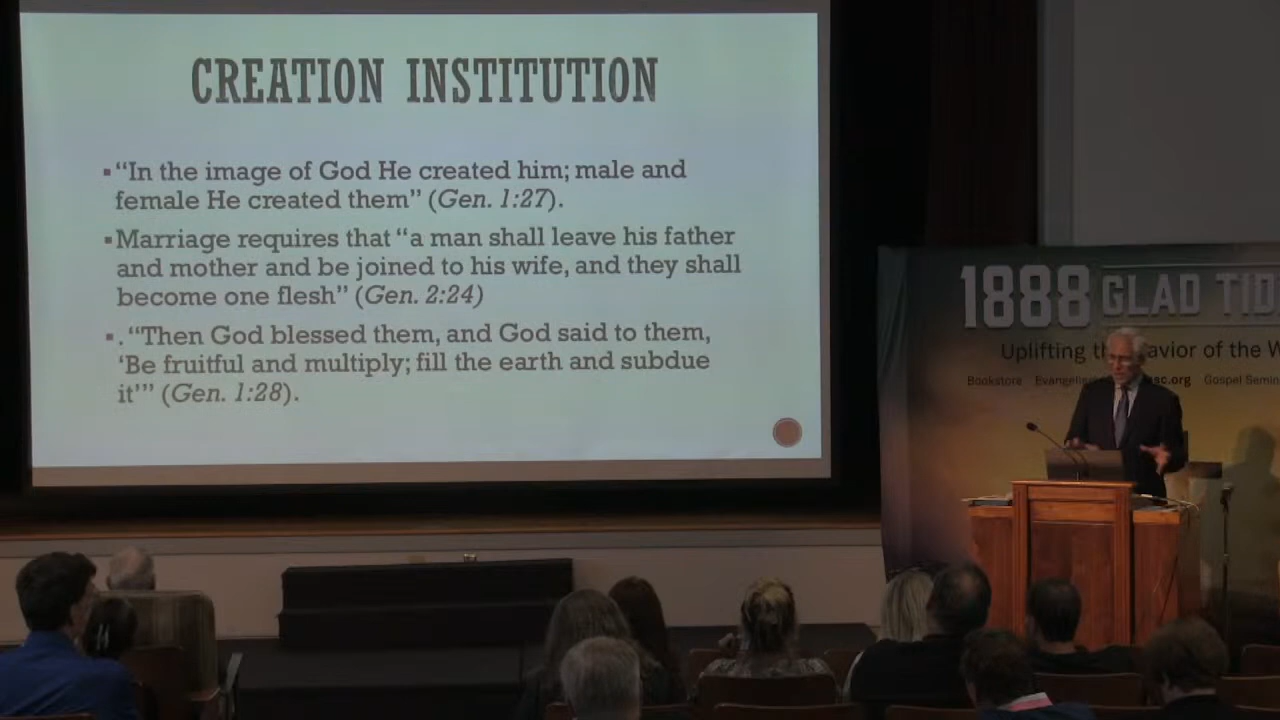 CREATION INSTITUTION
▪“In the image of God He created him; male and
female He created them” (Gen. 1:27).
▪Marriage requires that “a man shall leave his father
and mother and be joined to his wife, and they shall
become one flesh” (Gen. 2:24)
▪. “Then God blessed them, and God said to them,
‘Be fruitful and multiply; fill the earth and subdue
it’” (Gen. 1:28).
1888 GLAD TID
Uplifting avior of the W
Bookstore sc.org Gospel